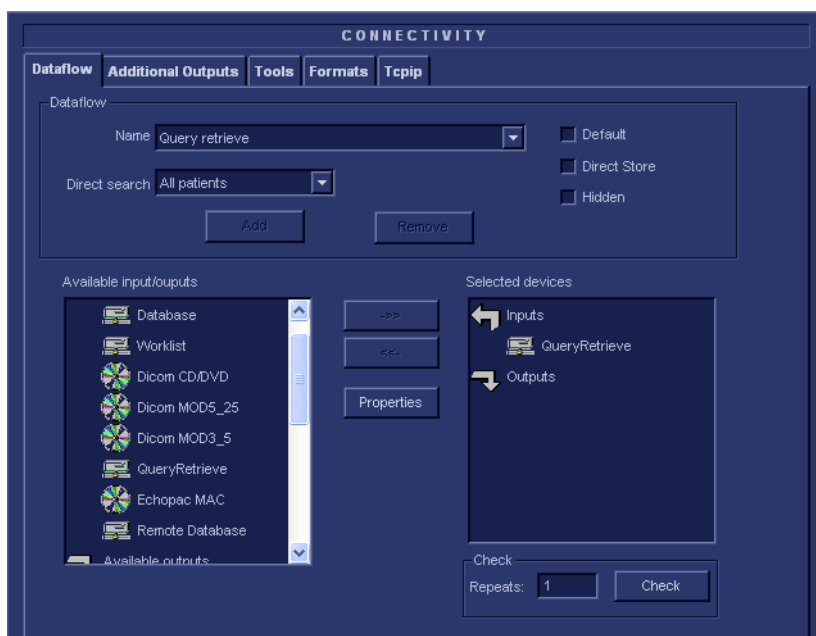 CONNECTIVITY
Dataflow Additional Outputs Tools Formats Tcpip
Dataflow
Name Query retrieve Default
Direct Store
Direct search All patients
Hidden
Add Remove
Available input/ouputs Selected devices
Database ->> Inputs
Worklist <<- QueryRetrieve
Dicom CD/DVD Outputs
Dicom MOD5_25 Properties
Dicom MOD3_5
QueryRetrieve
Echopac MAC
Remote Database
Available outputs Check
Repeats: 1 Check